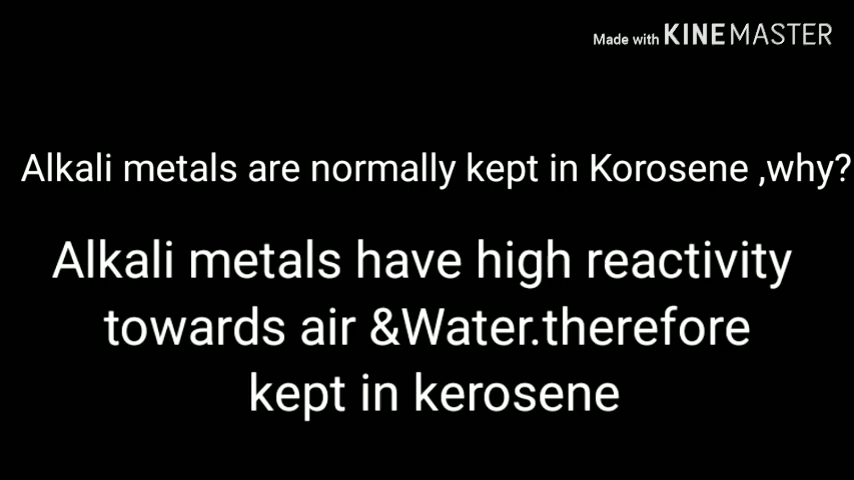 Made with KINEMASTER
Alkali metals are normally kept in Korosene ,why?
Alkali metals have high reactivity
towards air &Water.therefore
kept in kerosene